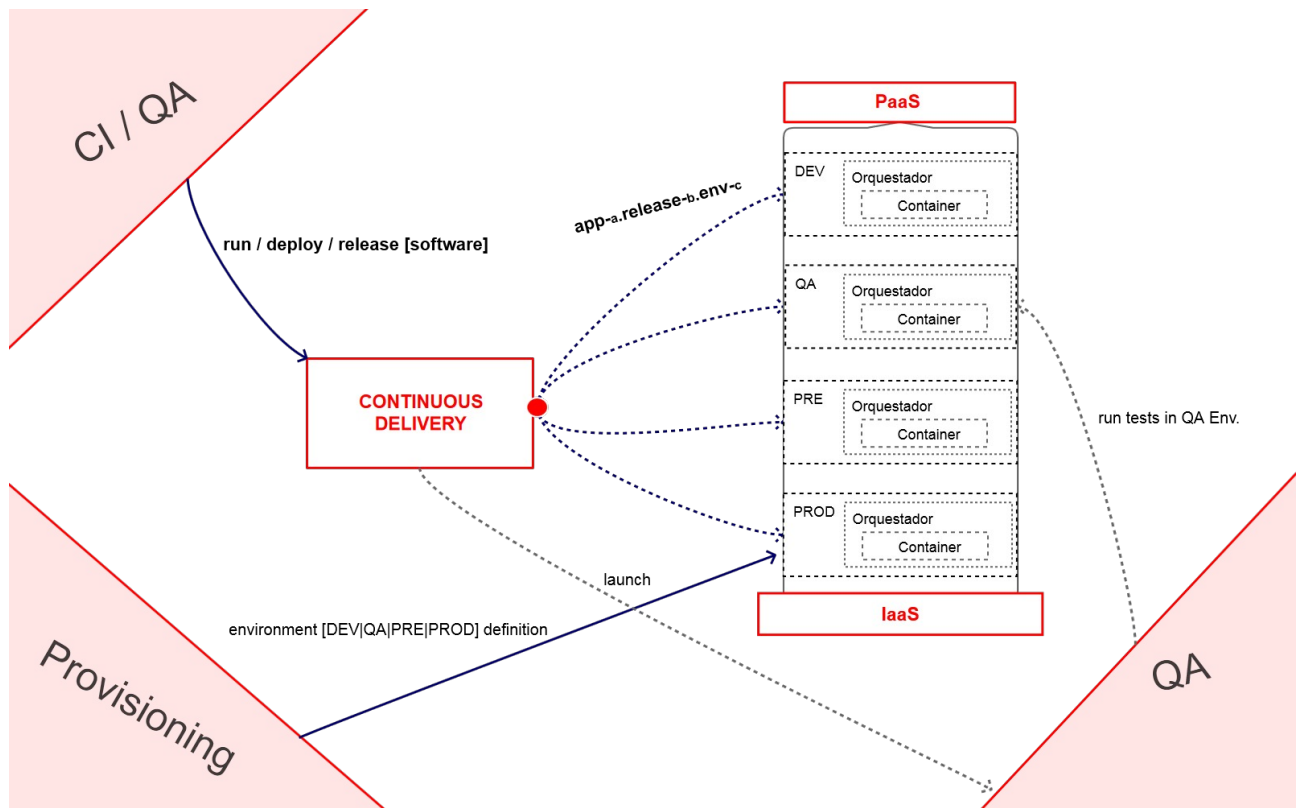 CI / QA
PaaS
DEV
Orquestador
Container
app-a.release-b.env-c
run / deploy / release [software]
QA
Orquestador
Container
CONTINUOUS
DELIVERY
PRE
Orquestador
Container
run tests in QA Env.
PROD
Orquestador
Container
launch
IaaS
environment [DEV|QA|PRE|PROD] definition
Provisioning
QA